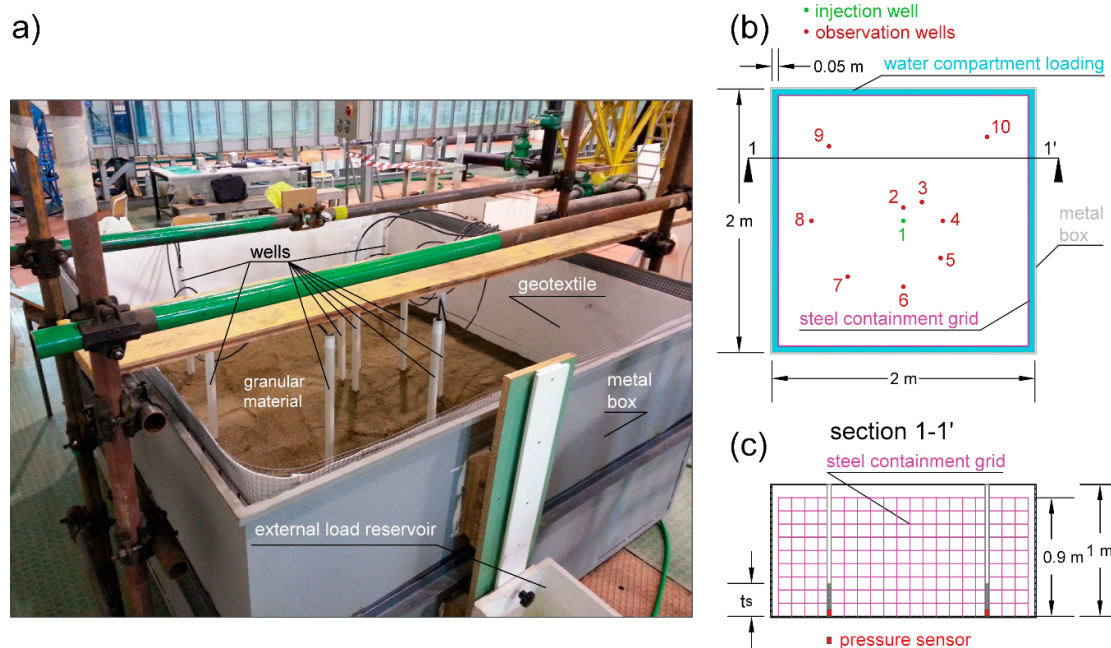 a)
wells
geotextile
granular
material
metal
box
external load reservoir
(b)
• injection well
• observation wells
0.05 m
water compartment loading
9
10
1
1'
2
3
2 m
8
4
1
metal
box
5
7
6
steel containment grid
2 m
(c)
section 1-1'
steel containment grid
0.9 m
1 m
ts
pressure sensor